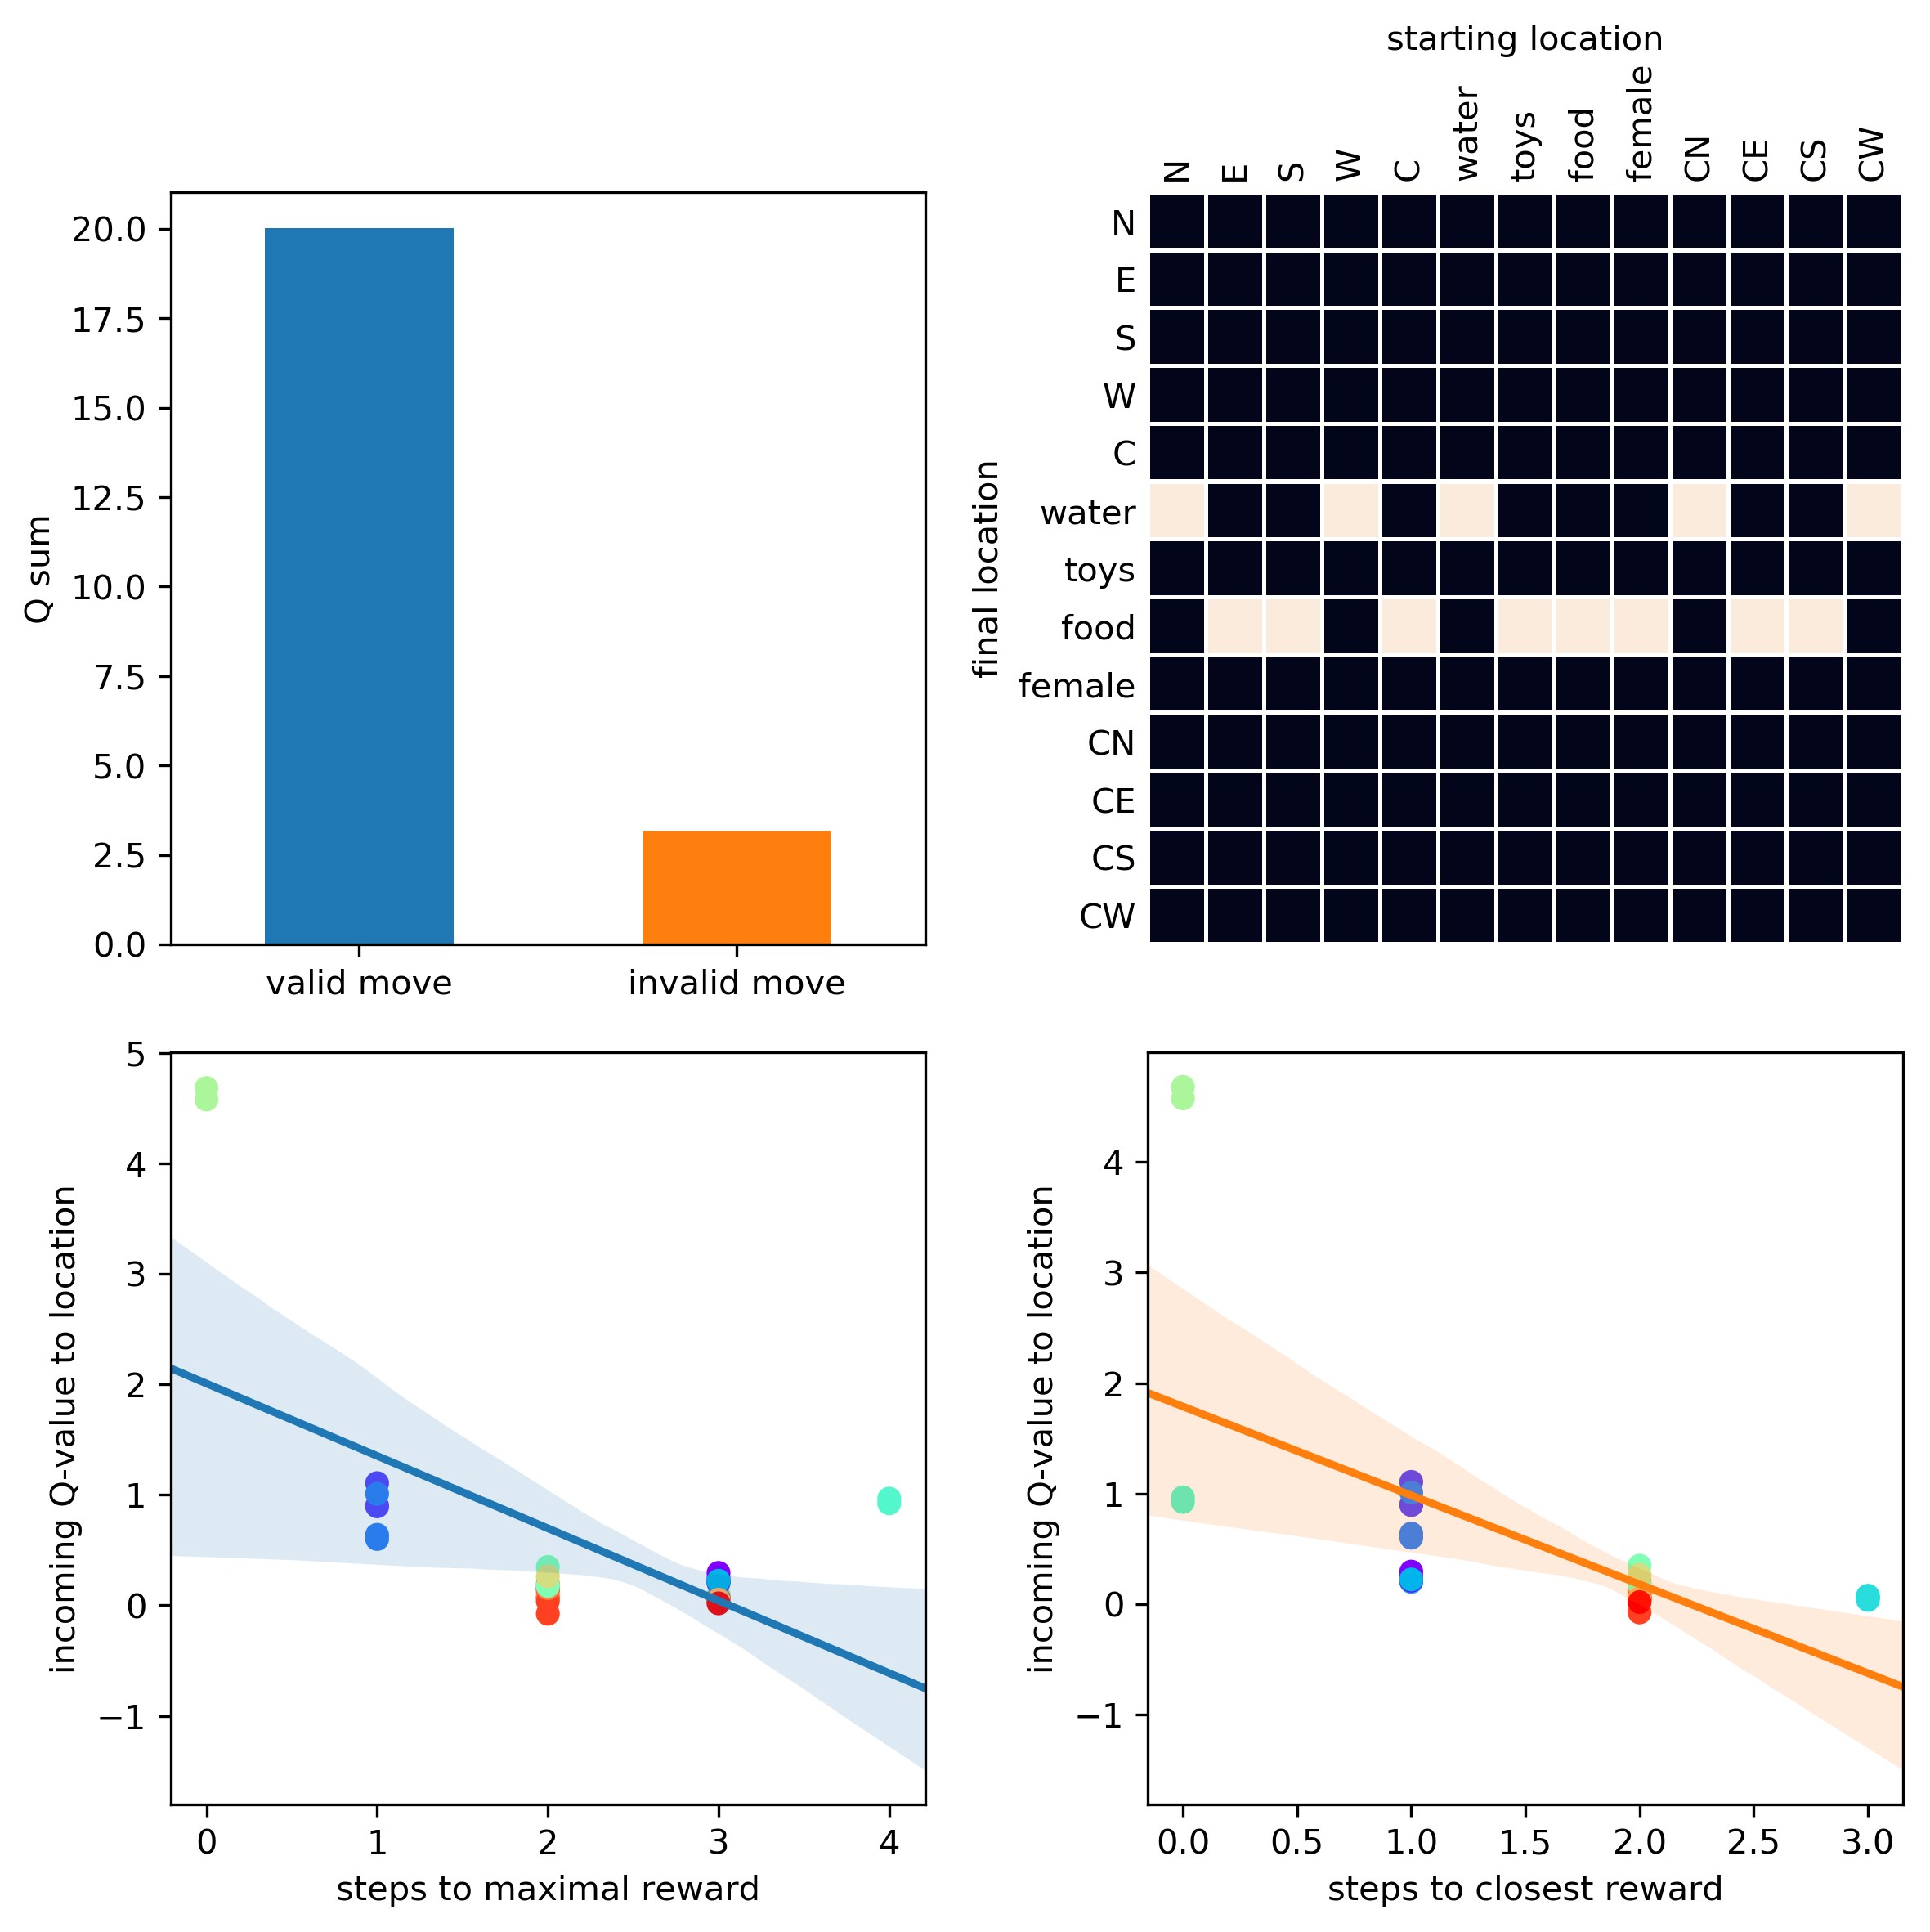 starting location
N
E
S
W
C
water
toys
food
female
CN
CE
CS
CW
final location
N
E
S
W
C
water
toys
food
female
CN
CE
CS
CW
Q sum
20.0
17.5
15.0
12.5
10.0
7.5
5.0
2.5
0.0
valid move
invalid move
incoming Q-value to location
5
4
3
2
1
0
−1
0
1
2
3
4
steps to maximal reward
incoming Q-value to location
4
3
2
1
0
−1
0.0
0.5
1.0
1.5
2.0
2.5
3.0
steps to closest reward